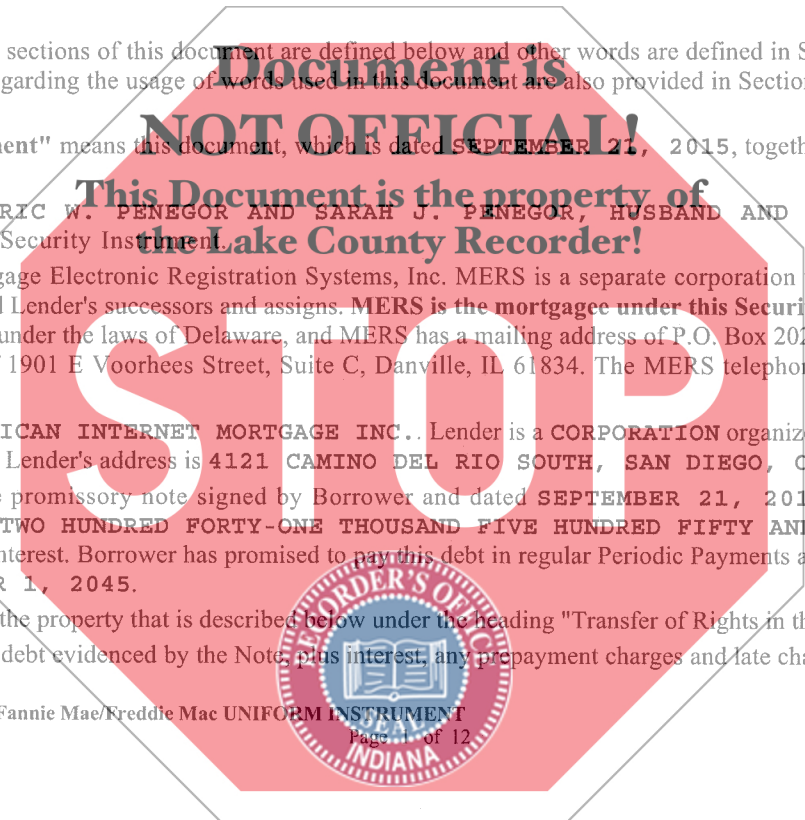 sections of this document are defined below and other words are defined in S
garding the usage of words used in this document are also provided in Section
Document is
NOT OFFICIAL!
ent" means this document, which is dated SEPTEMBER 21, 2015, togeth
This Document is the property of
RIC W. PENEGOR AND SARAH J. PENEGOR, HUSBAND AND
Security Instrument.
the Lake County Recorder!
gage Electronic Registration Systems, Inc. MERS is a separate corporation
Lender's successors and assigns. MERS is the mortgagee under this Securi
under the laws of Delaware, and MERS has a mailing address of P.O. Box 202
1901 E Voorhees Street, Suite C, Danville, IL 61834. The MERS telephon
STOP
ICAN INTERNET MORTGAGE INC.. Lender is a CORPORATION organize
Lender's address is 4121 CAMINO DEL RIO SOUTH, SAN DIEGO, C
e promissory note signed by Borrower and dated SEPTEMBER 21, 201
TWO HUNDRED FORTY-ONE THOUSAND FIVE HUNDRED FIFTY AN
nterest. Borrower has promised to pay this debt in regular Periodic Payments a
R 1, 2045.
the property that is described below under the heading "Transfer of Rights in th
debt evidenced by the Note, plus interest, any prepayment charges and late cha
RECORDER'S OFFICE
SEAL
INDIANA
Fannie Mae/Freddie Mac UNIFORM INSTRUMENT
Page 1 of 12